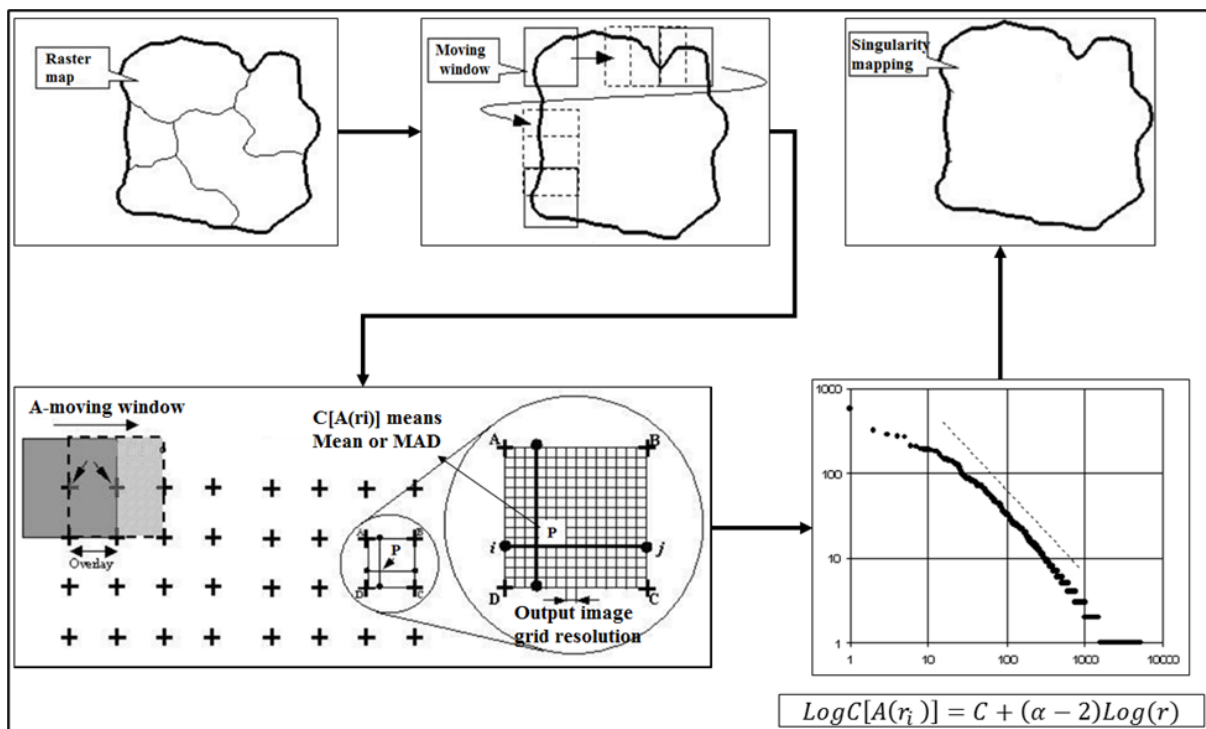 Raster
map
Moving
window
Singularity
mapping
A-moving window
C[A(ri)] means
Mean or MAD
Overlay
A
B
P
D
C
A
B
P
i
j
D
C
Output image
grid resolution
1000
100
10
1
1
10
100
1000
10000
LogC[A(r_i)] = C + (α − 2)Log(r)